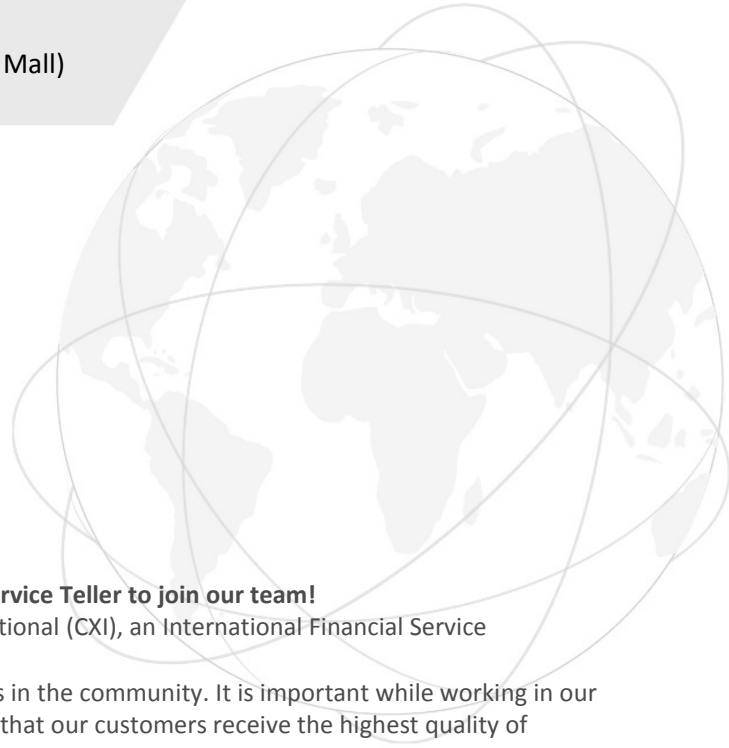 Mall)
rvice Teller to join our team!
tional (CXI), an International Financial Service
s in the community. It is important while working in our
that our customers receive the highest quality of